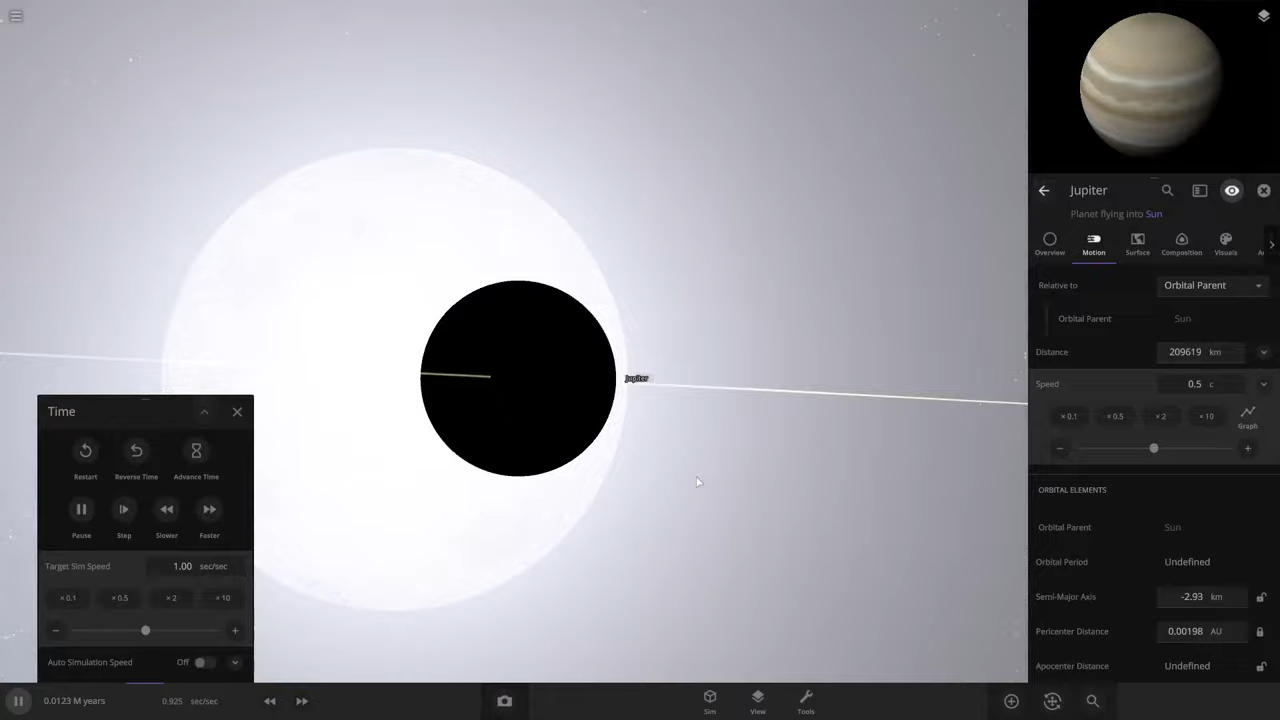 Jupiter
Planet flying into Sun
Overview
Motion
Surface
Composition
Visuals
Relative to
Orbital Parent
Orbital Parent
Sun
Distance
209619 km
Speed
0.5 c
× 0.1
× 0.5
× 2
× 10
Graph
ORBITAL ELEMENTS
Orbital Parent
Sun
Orbital Period
Undefined
Semi-Major Axis
-2.93 km
Pericenter Distance
0.00198 AU
Apocenter Distance
Undefined
Jupiter
Time
Restart
Reverse Time
Advance Time
Pause
Step
Slower
Faster
Target Sim Speed
1.00 sec/sec
× 0.1
× 0.5
× 2
× 10
Auto Simulation Speed
Off
0.0123 M years
0.925 sec/sec
Sim
View
Tools